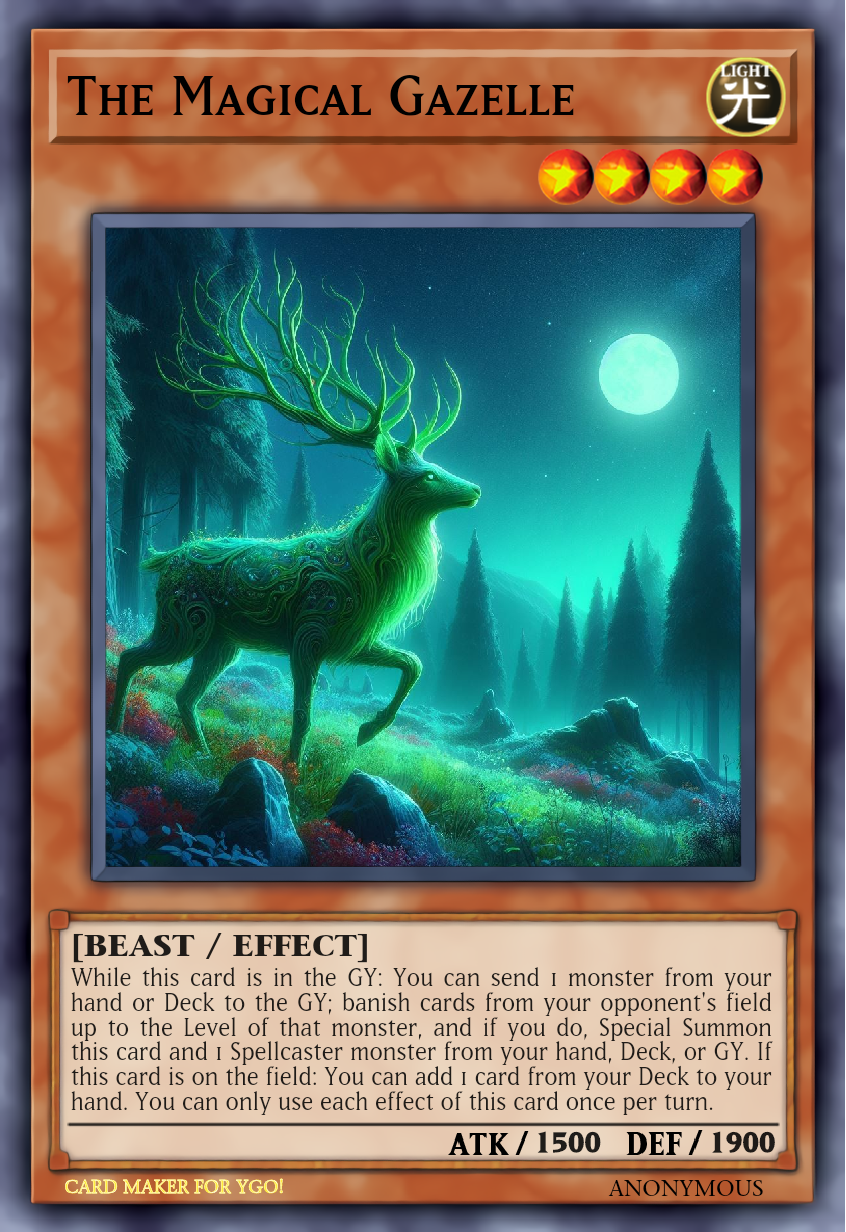 The Magical Gazelle
LIGHT
光
[BEAST / EFFECT]
While this card is in the GY: You can send 1 monster from your
hand or Deck to the GY; banish cards from your opponent's field
up to the Level of that monster, and if you do, Special Summon
this card and 1 Spellcaster monster from your hand, Deck, or GY. If
this card is on the field: You can add 1 card from your Deck to your
hand. You can only use each effect of this card once per turn.
ATK / 1500 DEF / 1900
CARD MAKER FOR YGO! ANONYMOUS